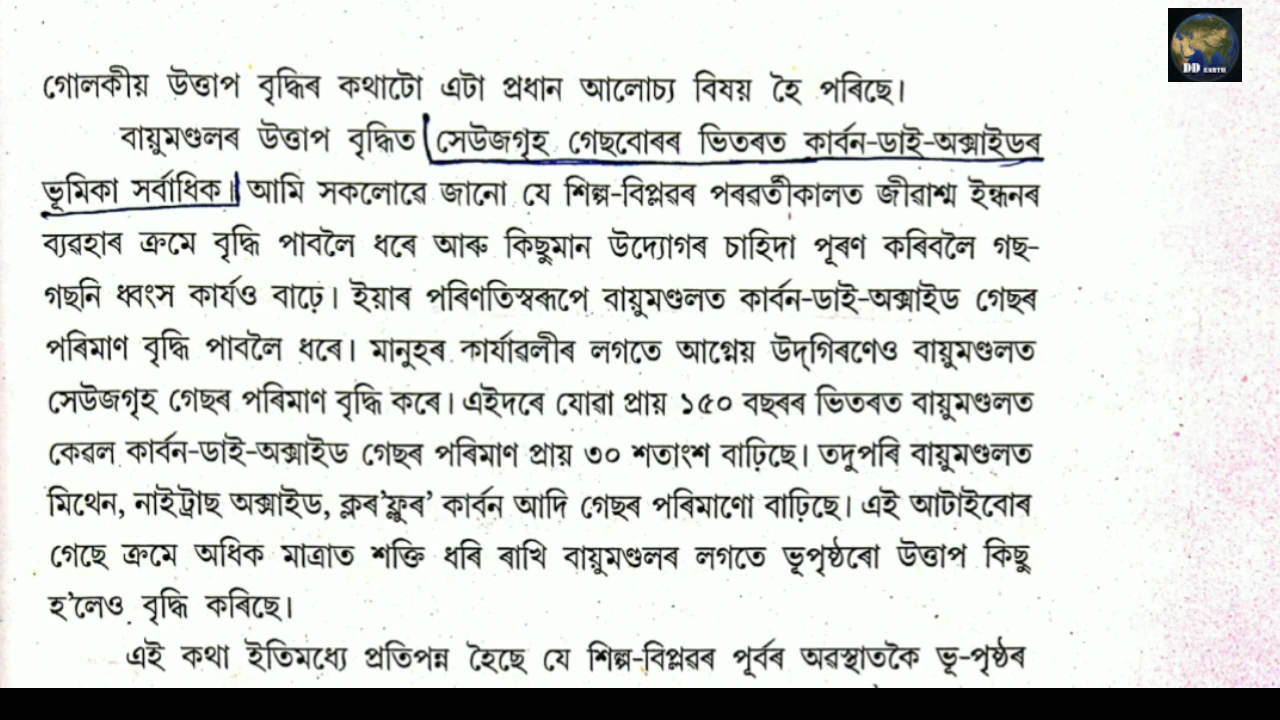 গোলকীয় উত্তাপ বৃদ্ধিৰ কথাটো এটা প্ৰধান আলোচ্য বিষয় হৈ পৰিছে।
DD EARTH
বায়ুমণ্ডলৰ উত্তাপ বৃদ্ধিত সেউজগৃহ গেছবোৰৰ ভিতৰত কাৰ্বন-ডাই-অক্সাইডৰ
ভূমিকা সৰ্বাধিক। আমি সকলোৱে জানো যে শিল্প-বিপ্লৱৰ পৰৱৰ্তীকালত জীৱাশ্ম ইন্ধনৰ
ব্যৱহাৰ ক্ৰমে বৃদ্ধি পাবলৈ ধৰে আৰু কিছুমান উদ্যোগৰ চাহিদা পূৰণ কৰিবলৈ গছ-
গছনি ধ্বংস কাৰ্যও বাঢ়ে। ইয়াৰ পৰিণতিস্বৰূপে বায়ুমণ্ডলত কাৰ্বন-ডাই-অক্সাইড গেছৰ
পৰিমাণ বৃদ্ধি পাবলৈ ধৰে। মানুহৰ কাৰ্যাৱলীৰ লগতে আগ্নেয় উদ্‌গিৰণেও বায়ুমণ্ডলত
সেউজগৃহ গেছৰ পৰিমাণ বৃদ্ধি কৰে। এইদৰে যোৱা প্ৰায় ১৫০ বছৰৰ ভিতৰত বায়ুমণ্ডলত
কেৱল কাৰ্বন-ডাই-অক্সাইড গেছৰ পৰিমাণ প্ৰায় ৩০ শতাংশ বাঢ়িছে। তদুপৰি বায়ুমণ্ডলত
মিথেন, নাইট্ৰাছ অক্সাইড, ক্লৰ'ফ্লুৰ' কাৰ্বন আদি গেছৰ পৰিমাণো বাঢ়িছে। এই আটাইবোৰ
গেছে ক্ৰমে অধিক মাত্ৰাত শক্তি ধৰি ৰাখি বায়ুমণ্ডলৰ লগতে ভূপৃষ্ঠৰো উত্তাপ কিছু
হ'লেও বৃদ্ধি কৰিছে।
এই কথা ইতিমধ্যে প্ৰতিপন্ন হৈছে যে শিল্প-বিপ্লৱৰ পূৰ্বৰ অৱস্থাতকৈ ভূ-পৃষ্ঠৰ